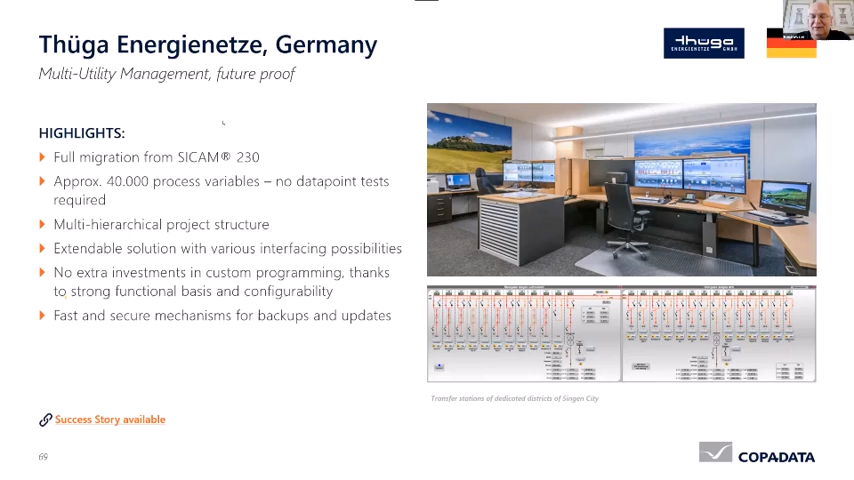 Thüga Energienetze, Germany
Multi-Utility Management, future proof
thüga
ENERGIENETZE GMBH
HIGHLIGHTS:
Full migration from SICAM® 230
Approx. 40.000 process variables – no datapoint tests
required
Multi-hierarchical project structure
Extendable solution with various interfacing possibilities
No extra investments in custom programming, thanks
to strong functional basis and configurability
Fast and secure mechanisms for backups and updates
Transfer stations of dedicated districts of Singen City
Success Story available
69
COPADATA